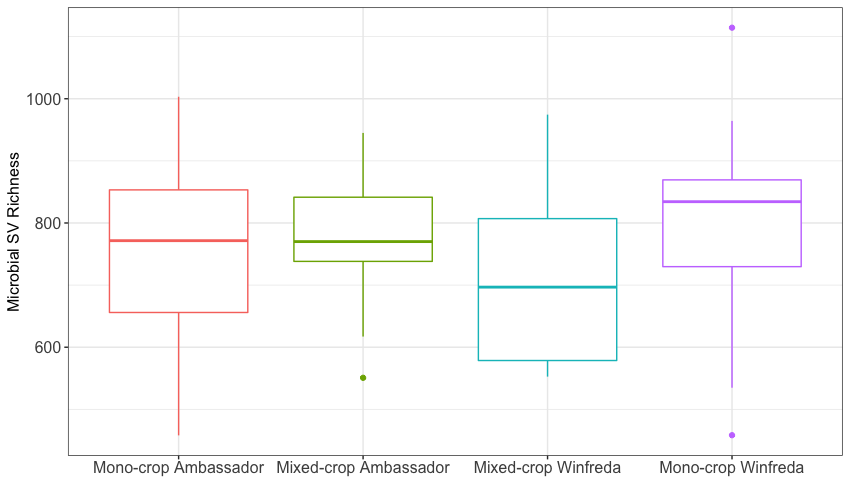 Microbial SV Richness
1000
800
600
Mono-crop Ambassador Mixed-crop Ambassador Mixed-crop Winfreda Mono-crop Winfreda